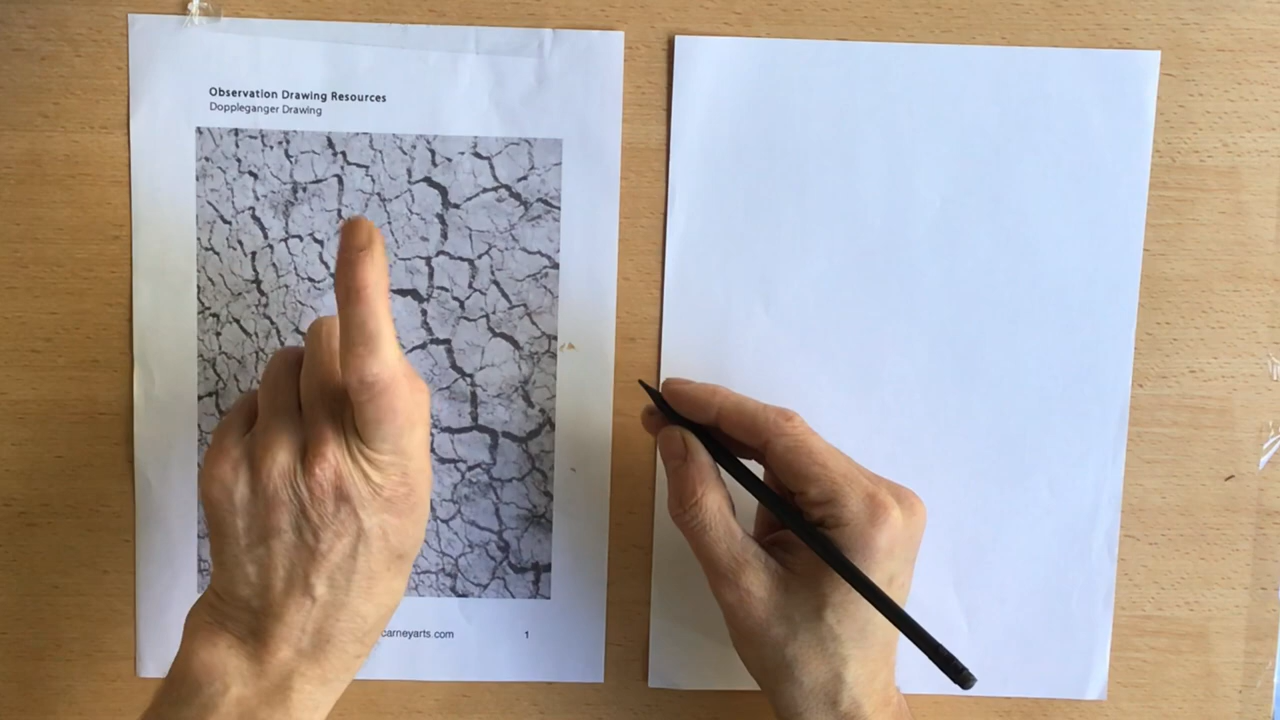 Observation Drawing Resources
Doppleganger Drawing
carneyarts.com 1